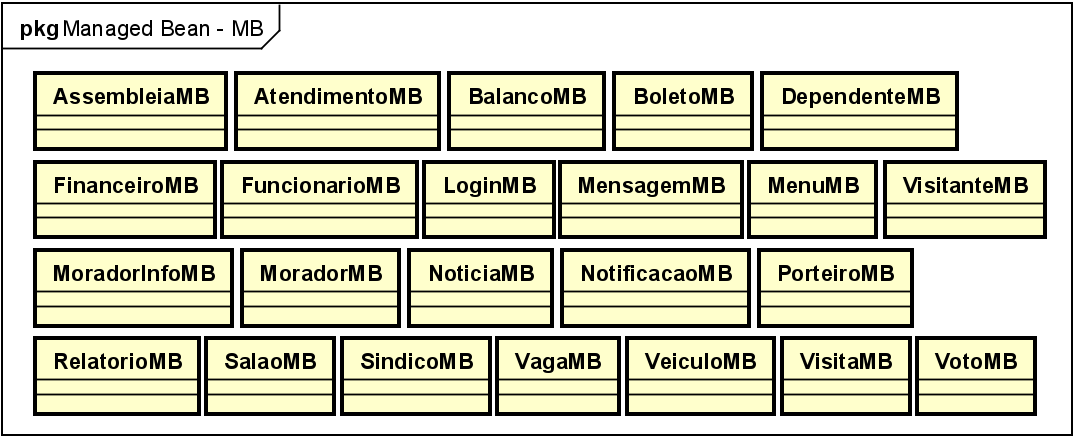 pkg Managed Bean - MB
AssembleiaMB AtendimentoMB BalancoMB BoletoMB DependenteMB
FinanceiroMB FuncionarioMB LoginMB MensagemMB MenuMB VisitanteMB
MoradorInfoMB MoradorMB NoticiaMB NotificacaoMB PorteiroMB
RelatorioMB SalaoMB SindicoMB VagaMB VeiculoMB VisitaMB VotoMB